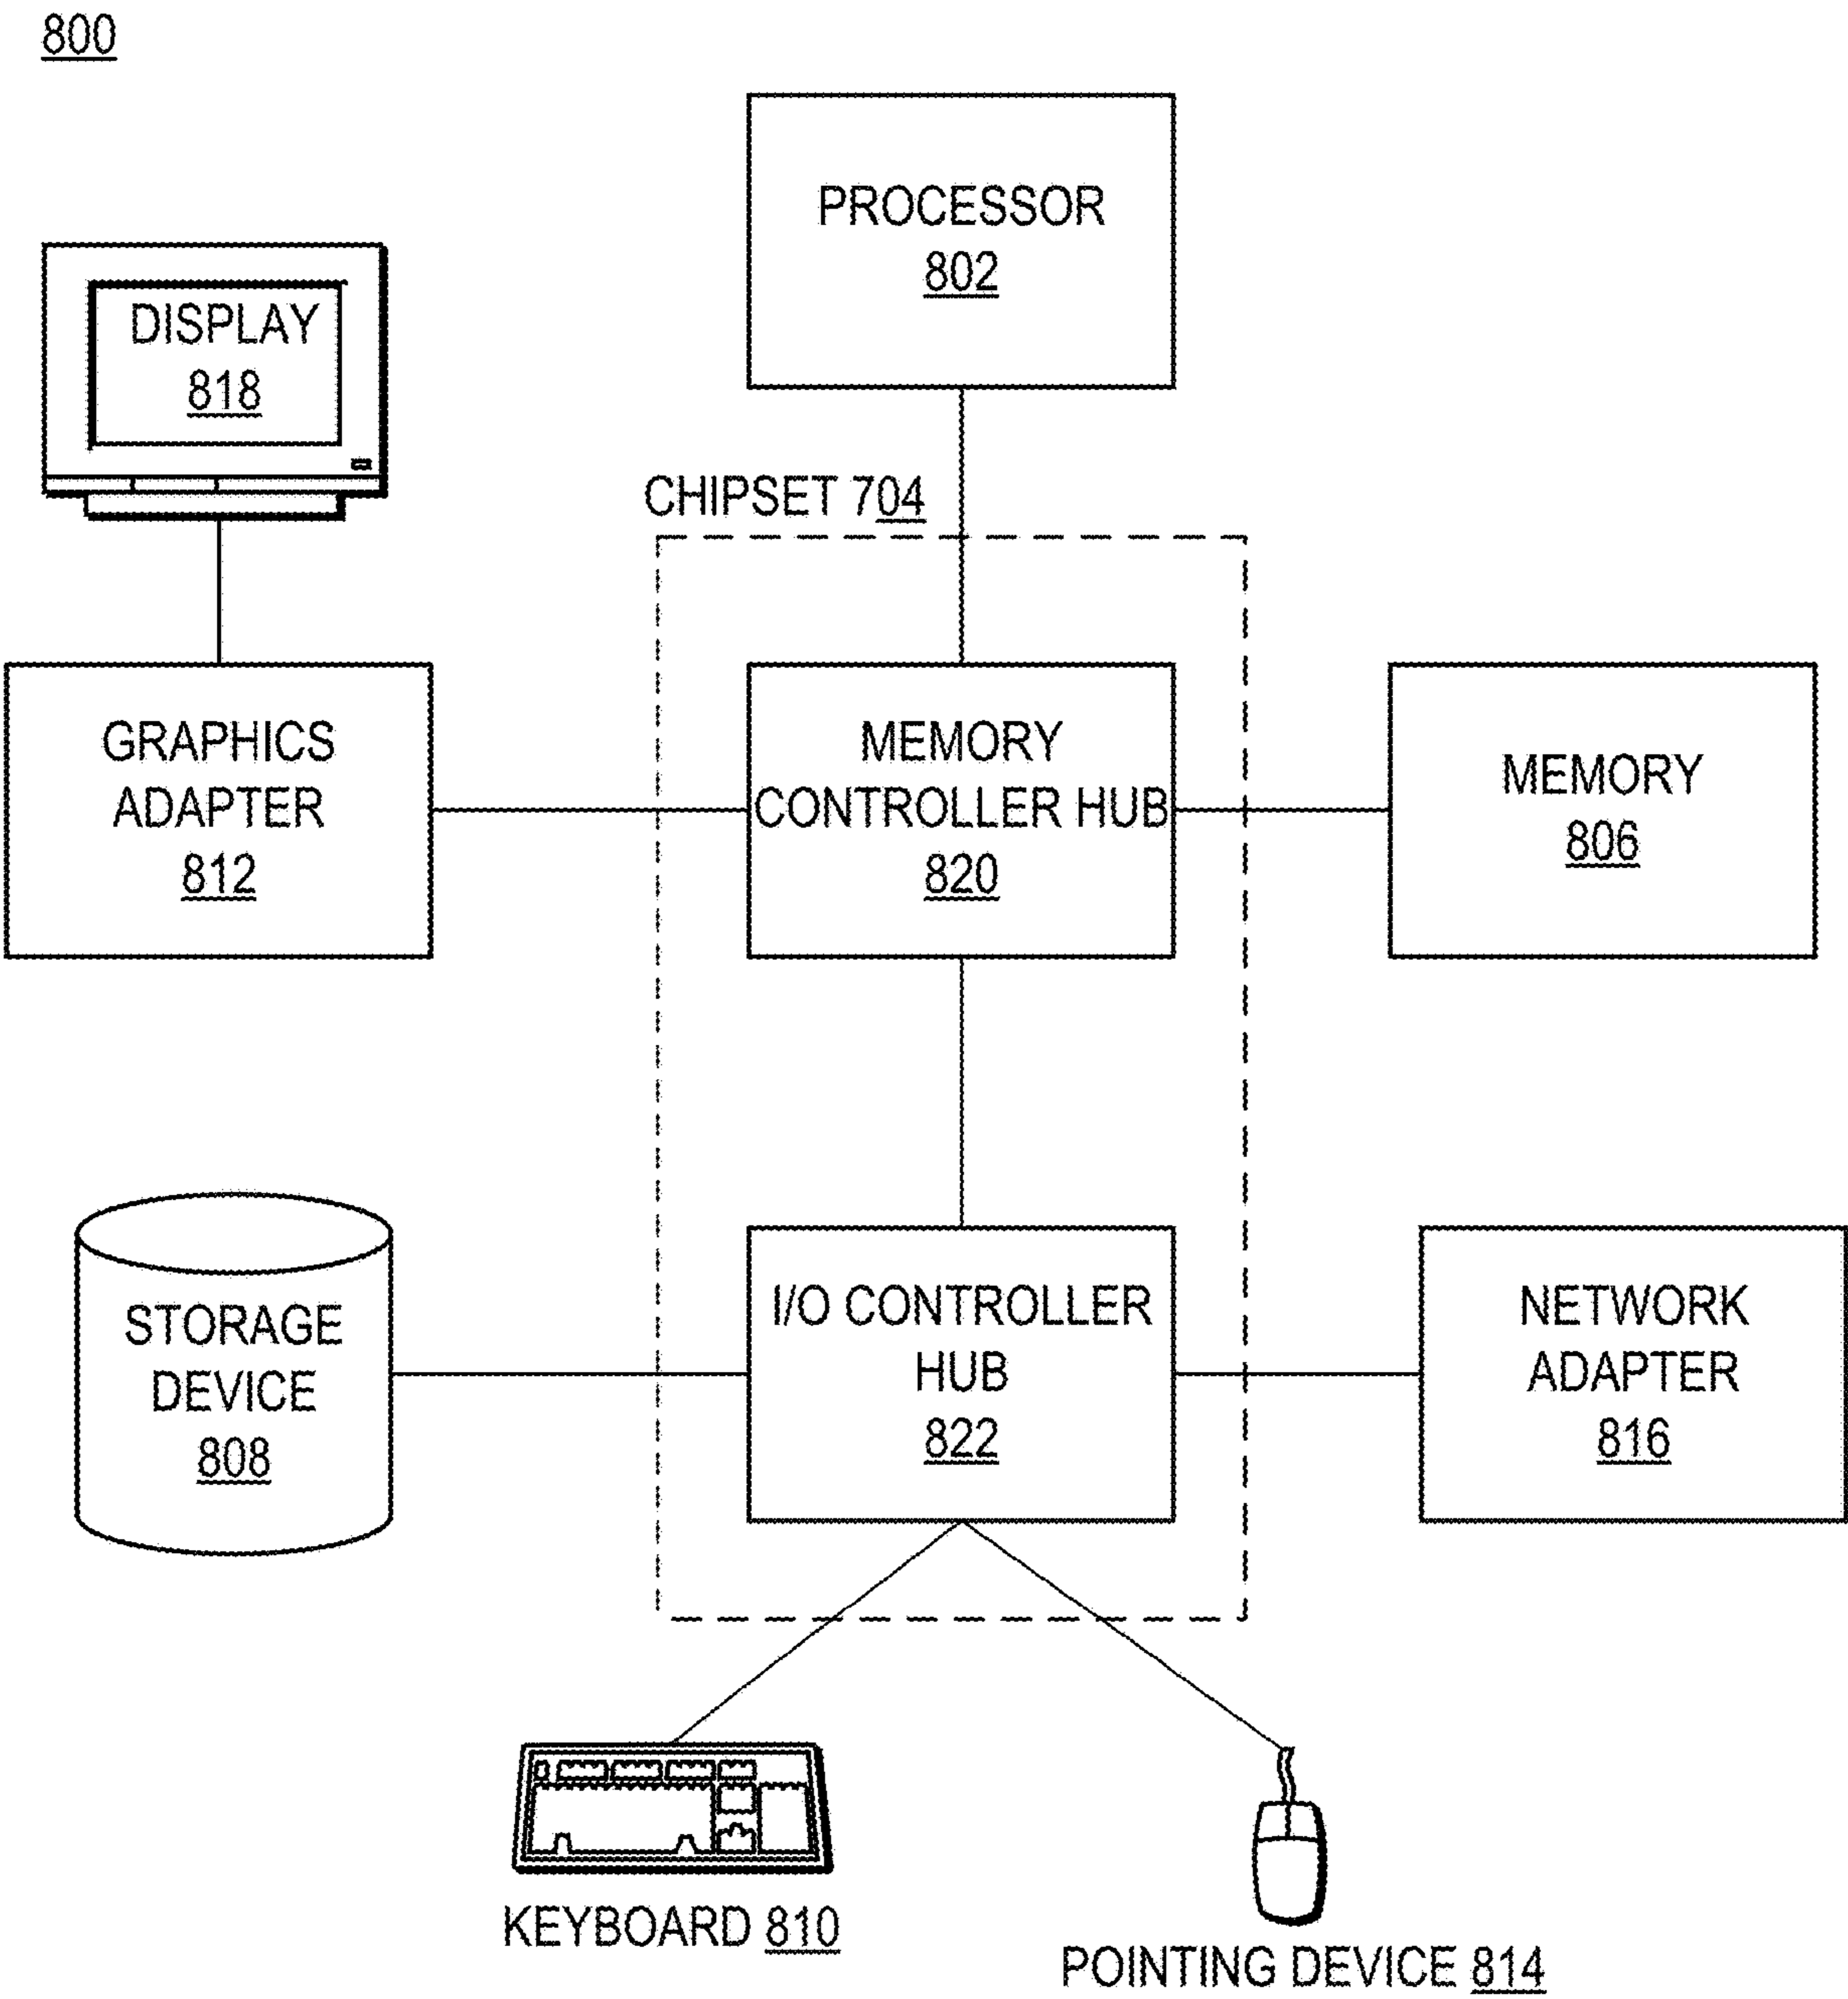 800
PROCESSOR
802
DISPLAY
818
CHIPSET 704
GRAPHICS
ADAPTER
812
MEMORY
CONTROLLER HUB
820
MEMORY
806
STORAGE
DEVICE
808
I/O CONTROLLER
HUB
822
NETWORK
ADAPTER
816
KEYBOARD 810
POINTING DEVICE 814